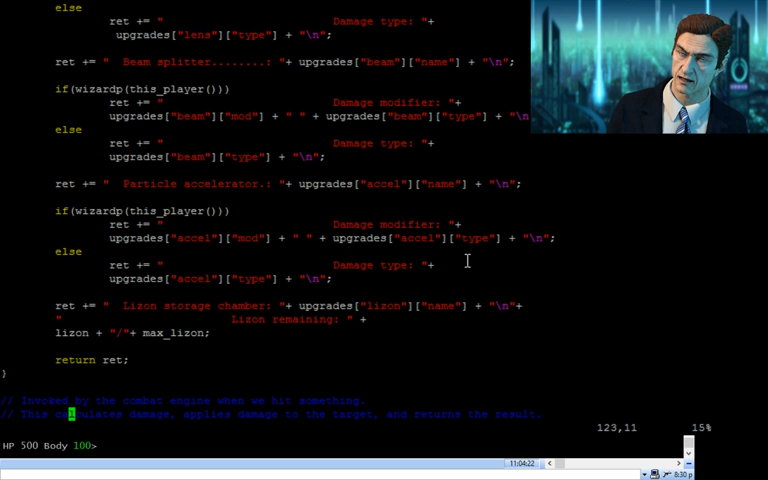 else
ret += "                              Damage type: "+
upgrades["lens"]["type"] + "\n";
ret += "  Beam splitter........: "+ upgrades["beam"]["name"] + "\n";
if(wizardp(this_player()))
ret += "                              Damage modifier: "+
upgrades["beam"]["mod"] + " " + upgrades["beam"]["type"] + "\n
else
ret += "                              Damage type: "+
upgrades["beam"]["type"] + "\n";
ret += "  Particle accelerator.: "+ upgrades["accel"]["name"] + "\n";
if(wizardp(this_player()))
ret += "                              Damage modifier: "+
upgrades["accel"]["mod"] + " " + upgrades["accel"]["type"] + "\n";
else
ret += "                              Damage type: "+
upgrades["accel"]["type"] + "\n";
ret += "  Lizon storage chamber: "+ upgrades["lizon"]["name"] + "\n"+
"                              Lizon remaining: " +
lizon + "/"+ max_lizon;
return ret;
}
// Invoked by the combat engine when we hit something.
// This calculates damage, applies damage to the target, and returns the result.
123,11 15%
HP 500 Body 100>
11:04:22
8:30 p